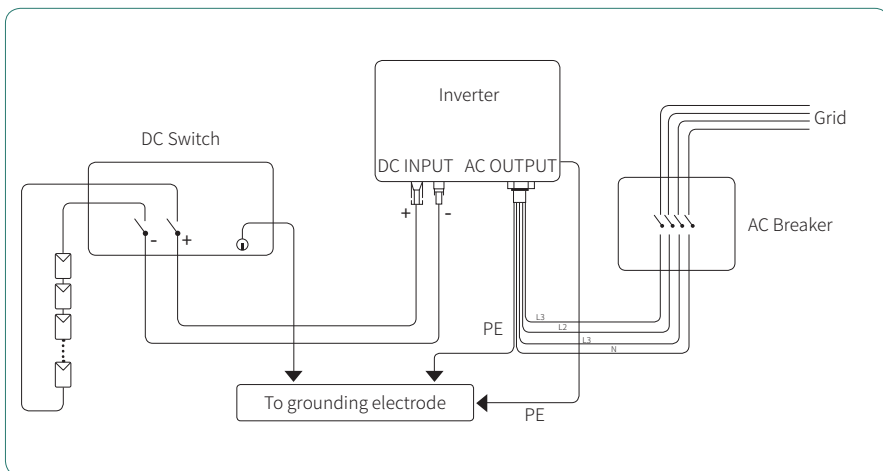 Inverter
DC INPUT AC OUTPUT
+ -
DC Switch
- +
Grid
AC Breaker
L3
L2
L3
N
PE
To grounding electrode
PE